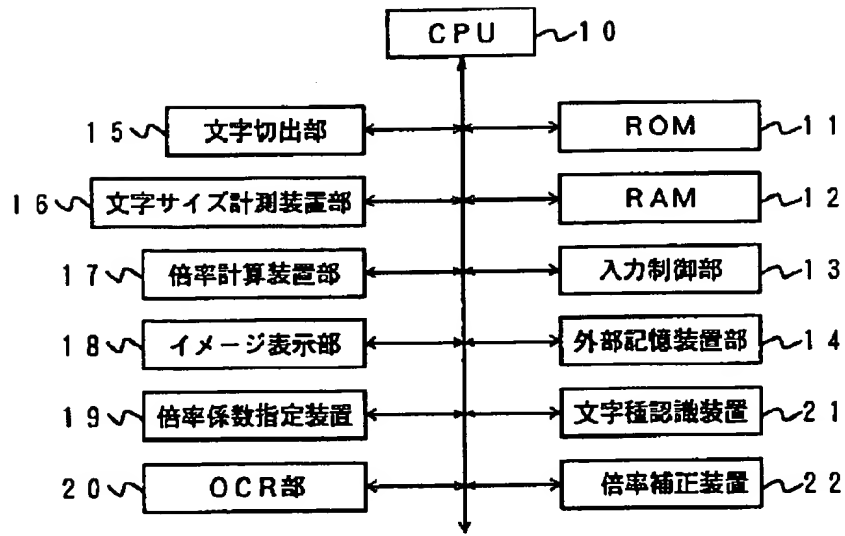 CPU 10
15 文字切出部 ROM 11
16 文字サイズ計測装置部 RAM 12
17 倍率計算装置部 入力制御部 13
18 イメージ表示部 外部記憶装置部 14
19 倍率係数指定装置 文字種認識装置 21
20 OCR部 倍率補正装置 22